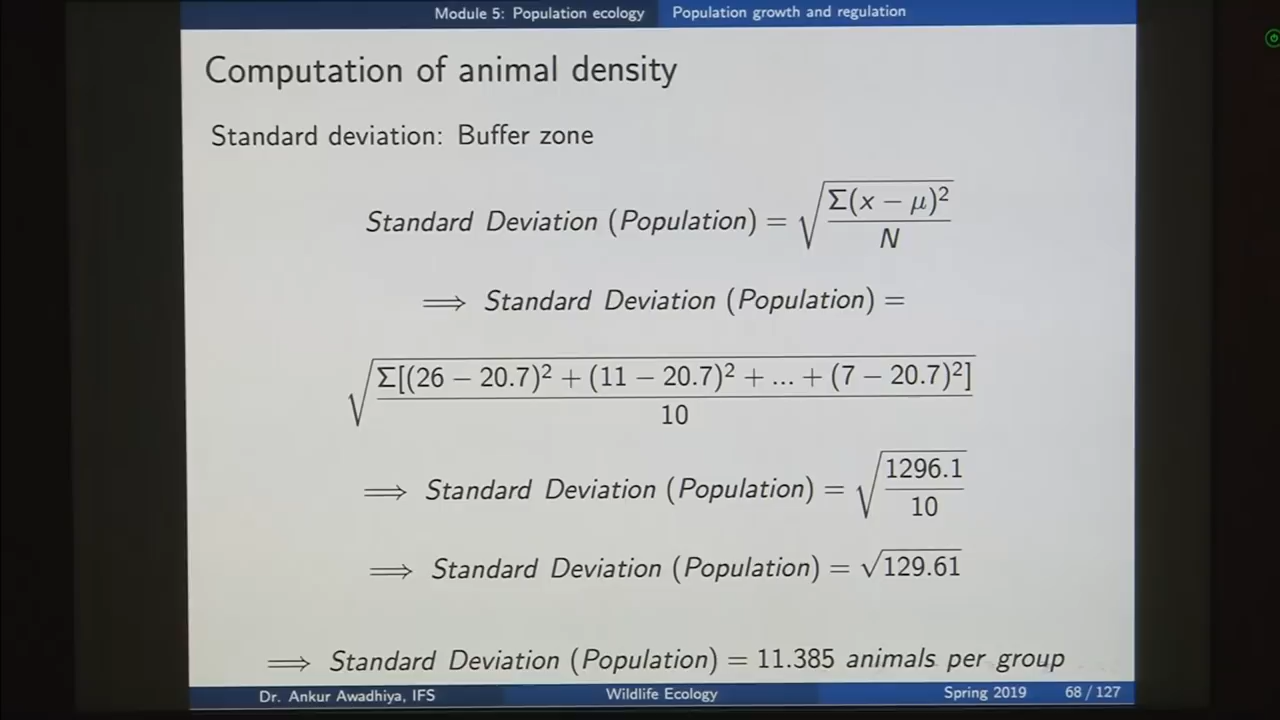 Module 5: Population ecology Population growth and regulation
Computation of animal density
Standard deviation: Buffer zone
Standard Deviation (Population) = √(Σ(x − μ)² / N)
⟹ Standard Deviation (Population) =
√(Σ[(26 − 20.7)² + (11 − 20.7)² + ... + (7 − 20.7)²] / 10)
⟹ Standard Deviation (Population) = √(1296.1 / 10)
⟹ Standard Deviation (Population) = √129.61
⟹ Standard Deviation (Population) = 11.385 animals per group
Dr. Ankur Awadhiya, IFS Wildlife Ecology Spring 2019 68 / 127